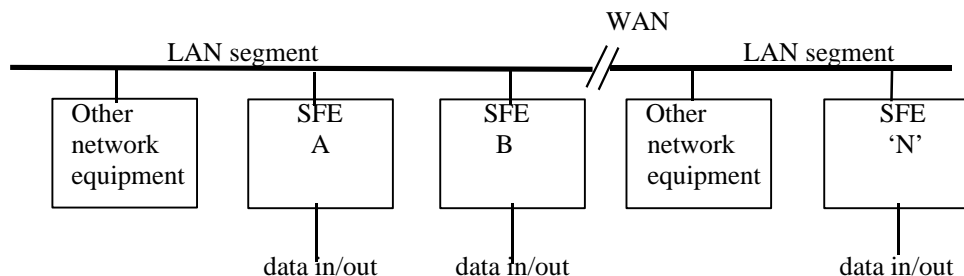 WAN
LAN segment
LAN segment
Other
network
equipment
SFE
A
SFE
B
Other
network
equipment
SFE
‘N’
data in/out
data in/out
data in/out